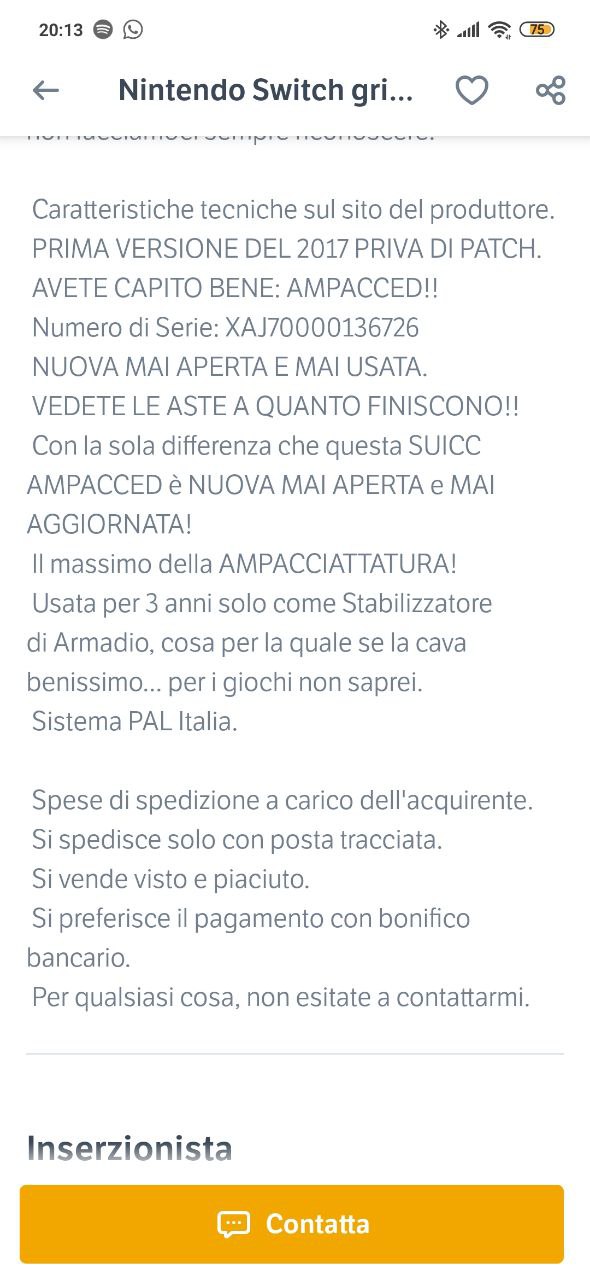 20:13
75
Nintendo Switch gri...
non facciamoci sempre riconoscere.
Caratteristiche tecniche sul sito del produttore.
PRIMA VERSIONE DEL 2017 PRIVA DI PATCH.
AVETE CAPITO BENE: AMPACCED!!
Numero di Serie: XAJ70000136726
NUOVA MAI APERTA E MAI USATA.
VEDETE LE ASTE A QUANTO FINISCONO!!
Con la sola differenza che questa SUICC
AMPACCED è NUOVA MAI APERTA e MAI
AGGIORNATA!
Il massimo della AMPACCIATTATURA!
Usata per 3 anni solo come Stabilizzatore
di Armadio, cosa per la quale se la cava
benissimo... per i giochi non saprei.
Sistema PAL Italia.
Spese di spedizione a carico dell'acquirente.
Si spedisce solo con posta tracciata.
Si vende visto e piaciuto.
Si preferisce il pagamento con bonifico
bancario.
Per qualsiasi cosa, non esitate a contattarmi.
Inserzionista
Contatta